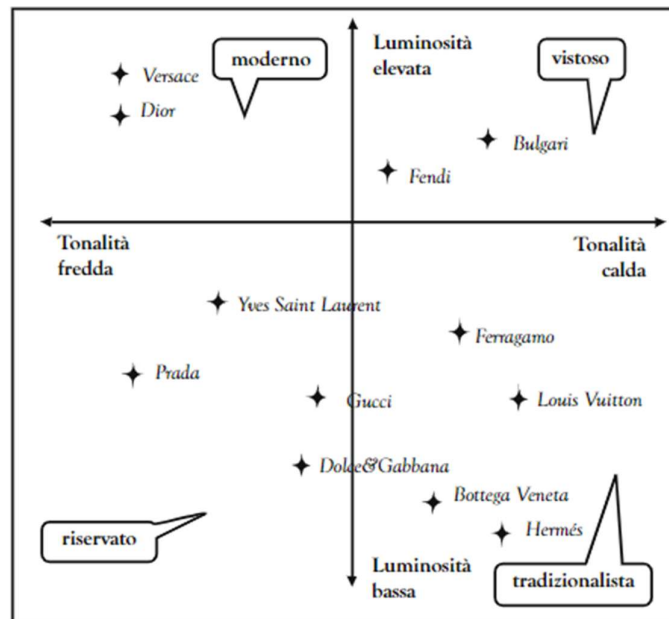 moderno
Luminosità
elevata
vistoso
Versace
Dior
Bulgari
Fendi
Tonalità
fredda
Tonalità
calda
Yves Saint Laurent
Ferragamo
Prada
Gucci
Louis Vuitton
Dolce&Gabbana
Bottega Veneta
Hermés
riservato
Luminosità
bassa
tradizionalista